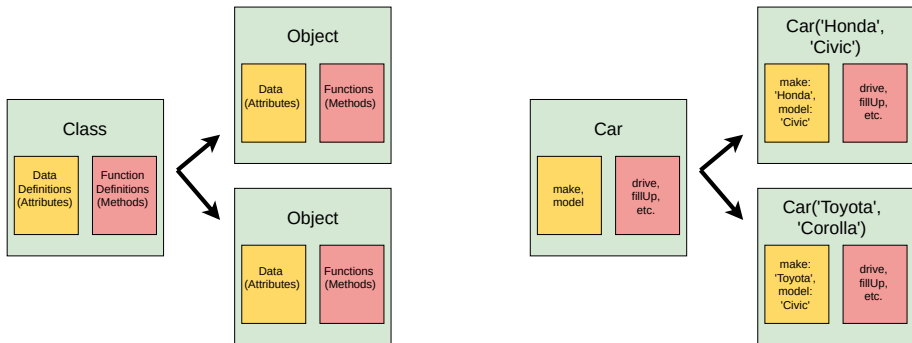 Class
Data
Definitions
(Attributes)
Function
Definitions
(Methods)
Object
Data
(Attributes)
Functions
(Methods)
Object
Data
(Attributes)
Functions
(Methods)
Car
make,
model
drive,
fillUp,
etc.
Car('Honda',
'Civic')
make:
'Honda',
model:
'Civic'
drive,
fillUp,
etc.
Car('Toyota',
'Corolla')
make:
'Toyota',
model:
'Civic'
drive,
fillUp,
etc.